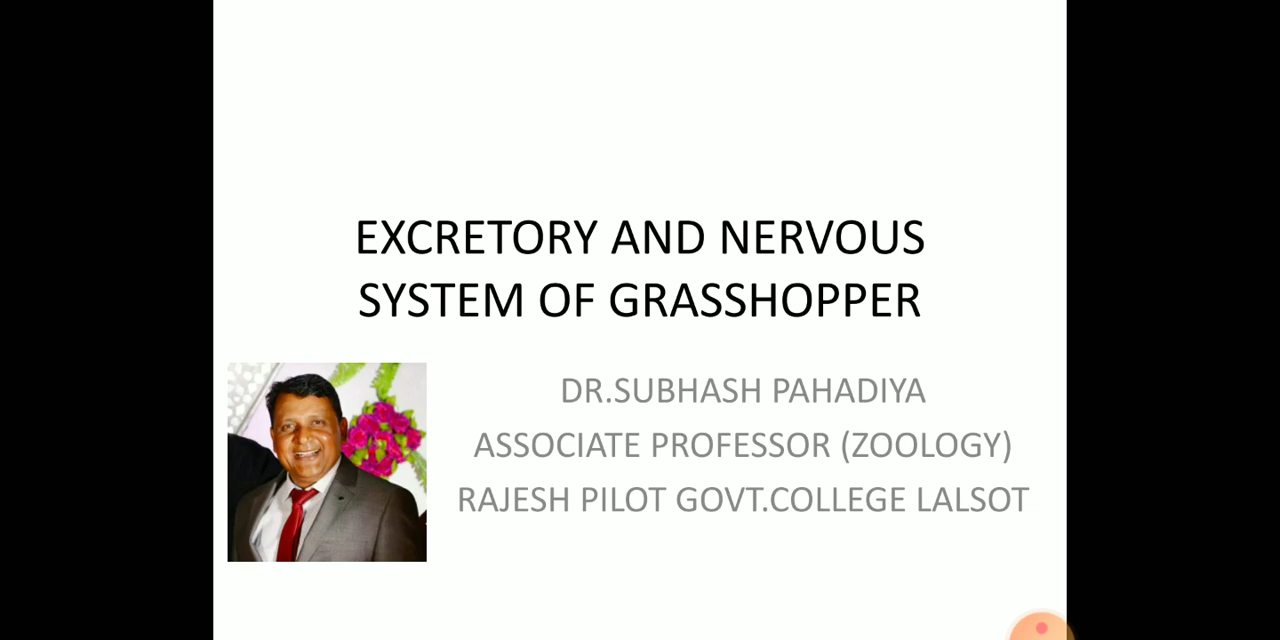 EXCRETORY AND NERVOUS
SYSTEM OF GRASSHOPPER
DR.SUBHASH PAHADIYA
ASSOCIATE PROFESSOR (ZOOLOGY)
RAJESH PILOT GOVT.COLLEGE LALSOT